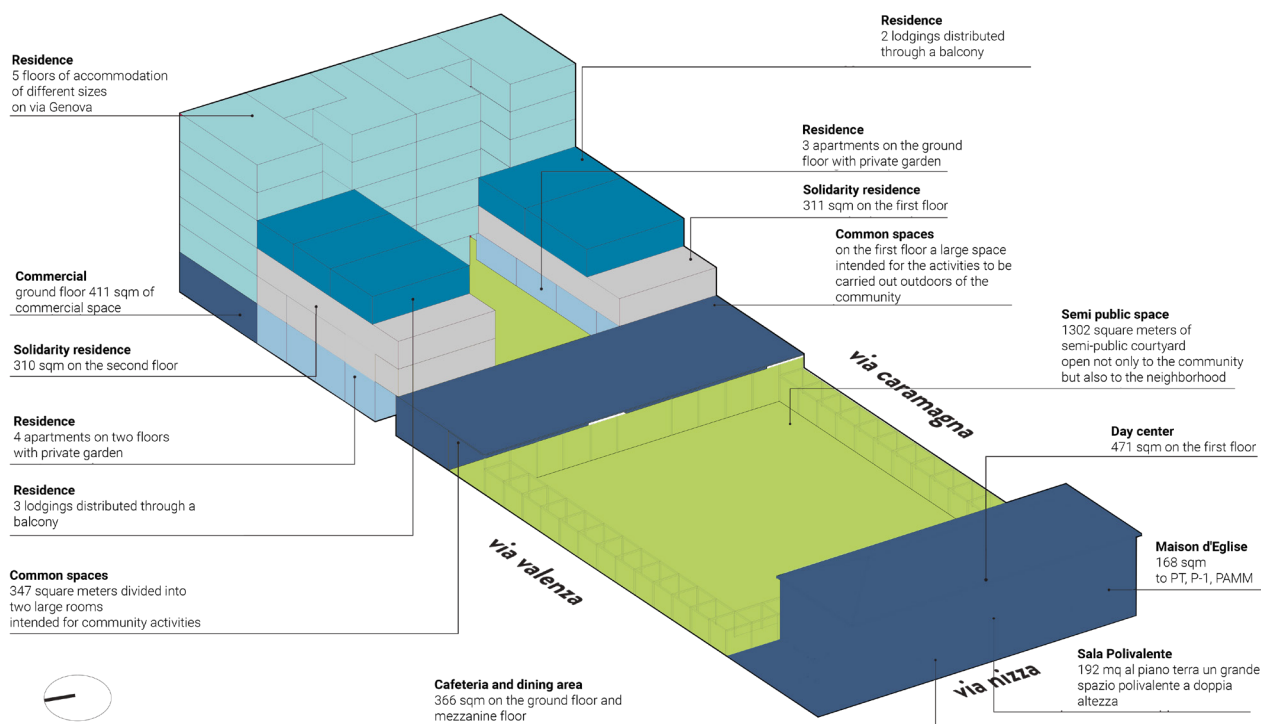 Residence
5 floors of accommodation
of different sizes
on via Genova
Commercial
ground floor 411 sqm of
commercial space
Solidarity residence
310 sqm on the second floor
Residence
4 apartments on two floors
with private garden
Residence
3 lodgings distributed through a
balcony
Common spaces
347 square meters divided into
two large rooms
intended for community activities
Residence
2 lodgings distributed
through a balcony
Residence
3 apartments on the ground
floor with private garden
Solidarity residence
311 sqm on the first floor
Common spaces
on the first floor a large space
intended for the activities to be
carried out outdoors of the
community
Semi public space
1302 square meters of
semi-public courtyard
open not only to the community
but also to the neighborhood
Day center
471 sqm on the first floor
Maison d'Eglise
168 sqm
to PT, P-1, PAMM
Sala Polivalente
192 mq al piano terra un grande
spazio polivalente a doppia
altezza
Cafeteria and dining area
366 sqm on the ground floor and
mezzanine floor
via caramagna
via valenza
via nizza